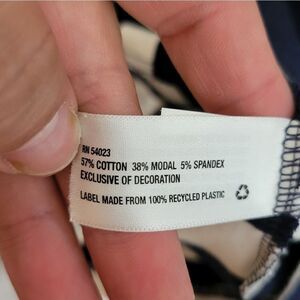 RN 54023
57% COTTON 38% MODAL 5% SPANDEX
EXCLUSIVE OF DECORATION
LABEL MADE FROM 100% RECYCLED PLASTIC